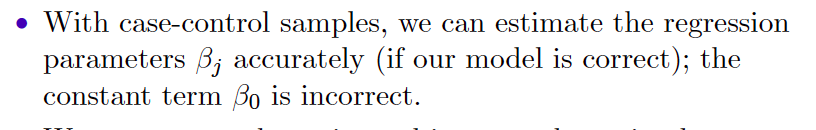 • With case-control samples, we can estimate the regression
parameters βj accurately (if our model is correct); the
constant term β0 is incorrect.